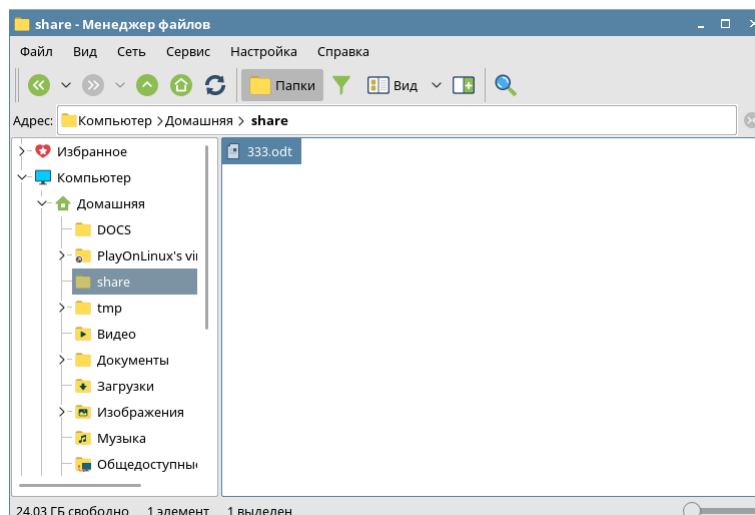 share - Менеджер файлов
Файл Вид Сеть Сервис Настройка Справка
Папки Вид
Адрес: Компьютер > Домашняя > share
Избранное
Компьютер
Домашняя
DOCS
PlayOnLinux's vii
share
tmp
Видео
Документы
Загрузки
Изображения
Музыка
Общедоступны
333.odt
24.03 ГБ свободно 1 элемент 1 выделен